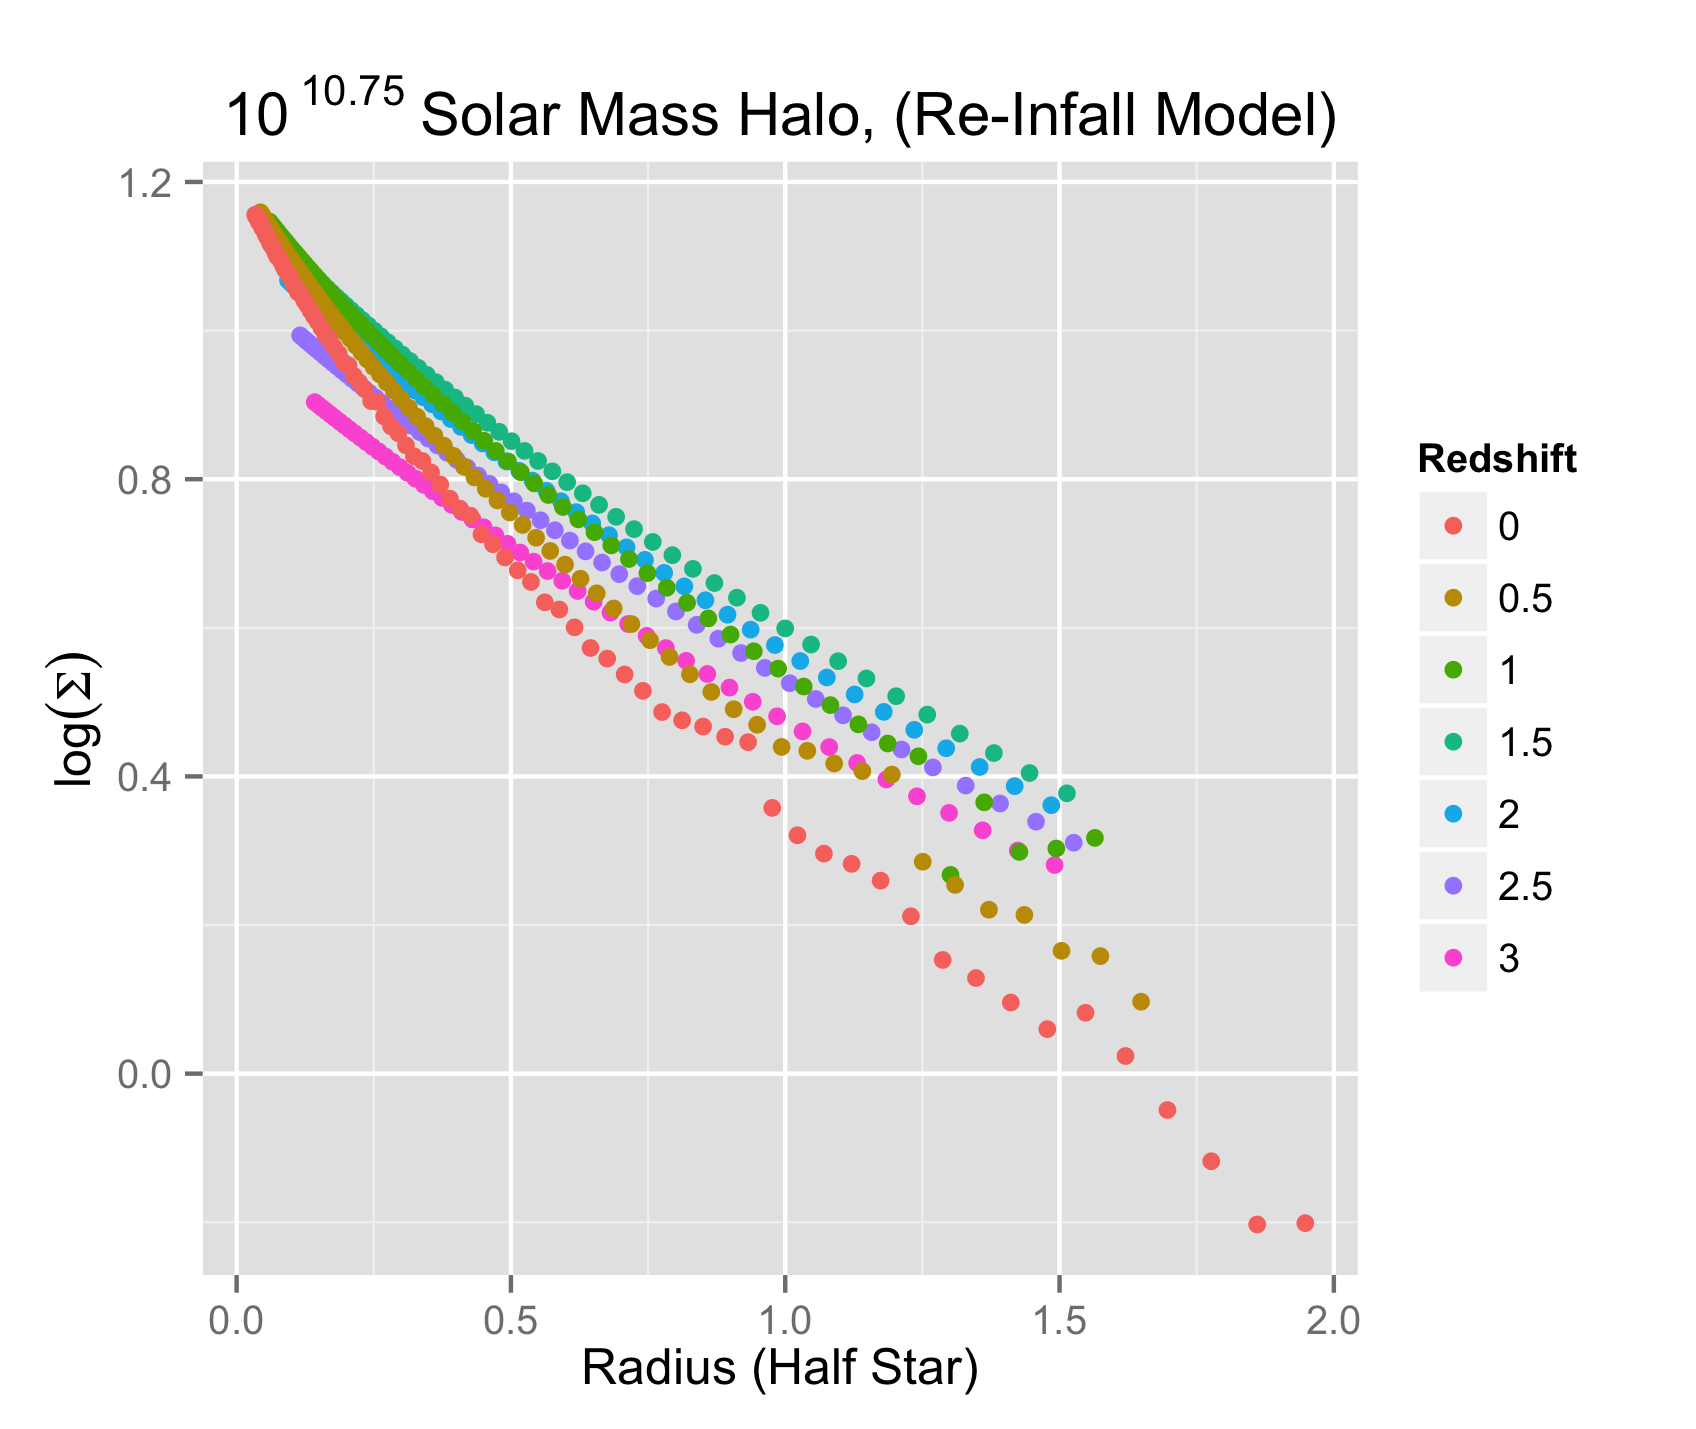 10^10.75 Solar Mass Halo, (Re-Infall Model)
log(Σ)
1.2
0.8
0.4
0.0
0.0 0.5 1.0 1.5 2.0
Radius (Half Star)
Redshift
0
0.5
1
1.5
2
2.5
3